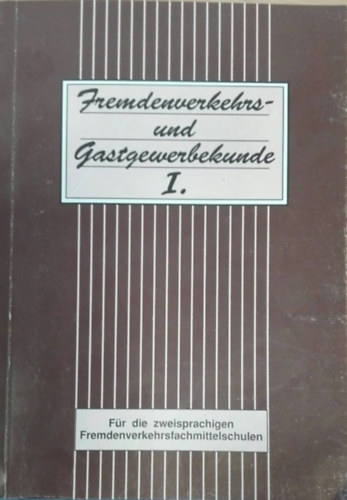 Fremdenverkehrs-
und
Gastgewerbekunde
I.
Für die zweisprachigen
Fremdenverkehrsfachmittelschulen